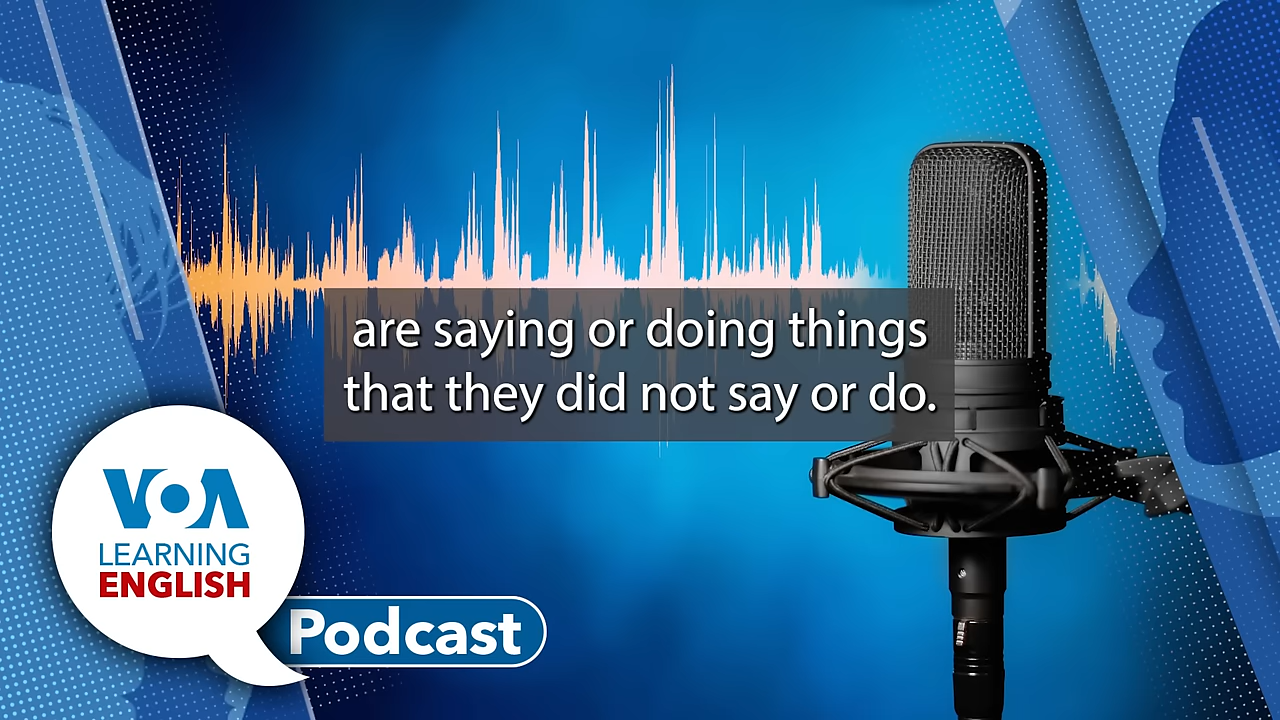 are saying or doing things
that they did not say or do.
VOA
LEARNING
ENGLISH
Podcast